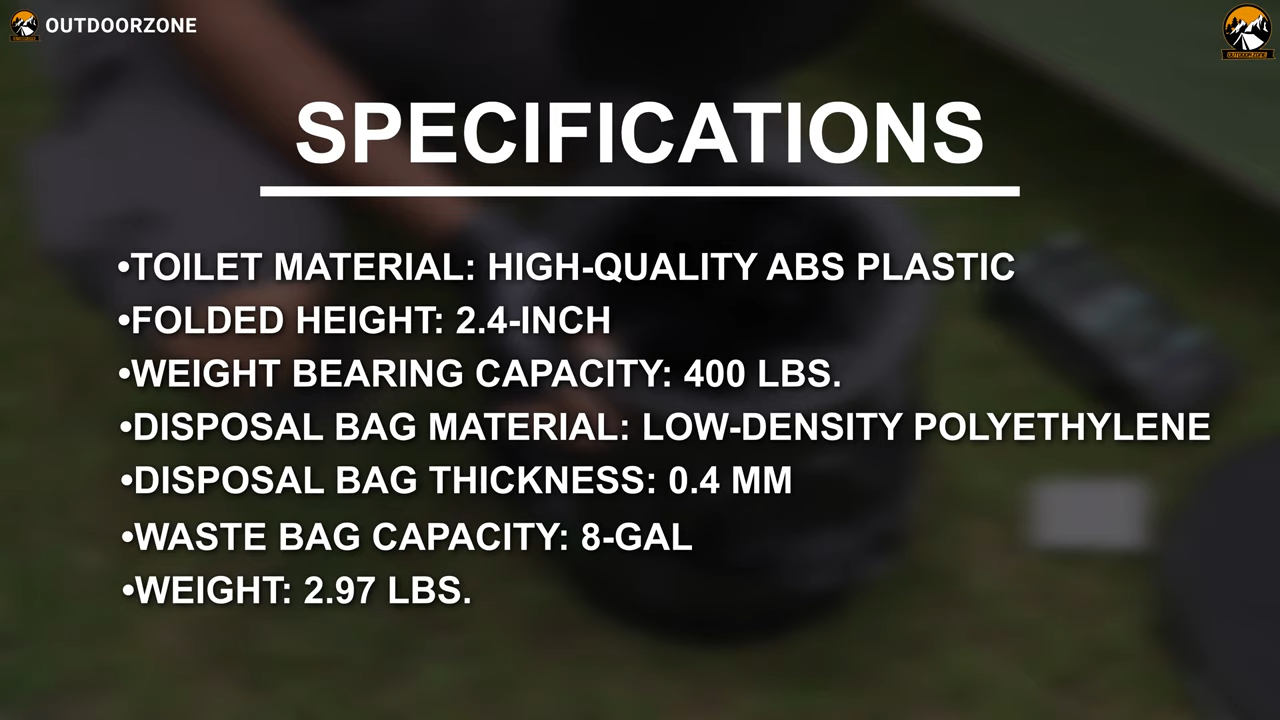 OUTDOORZONE
OUTDOORZONE
SPECIFICATIONS
•TOILET MATERIAL: HIGH-QUALITY ABS PLASTIC
•FOLDED HEIGHT: 2.4-INCH
•WEIGHT BEARING CAPACITY: 400 LBS.
•DISPOSAL BAG MATERIAL: LOW-DENSITY POLYETHYLENE
•DISPOSAL BAG THICKNESS: 0.4 MM
•WASTE BAG CAPACITY: 8-GAL
•WEIGHT: 2.97 LBS.